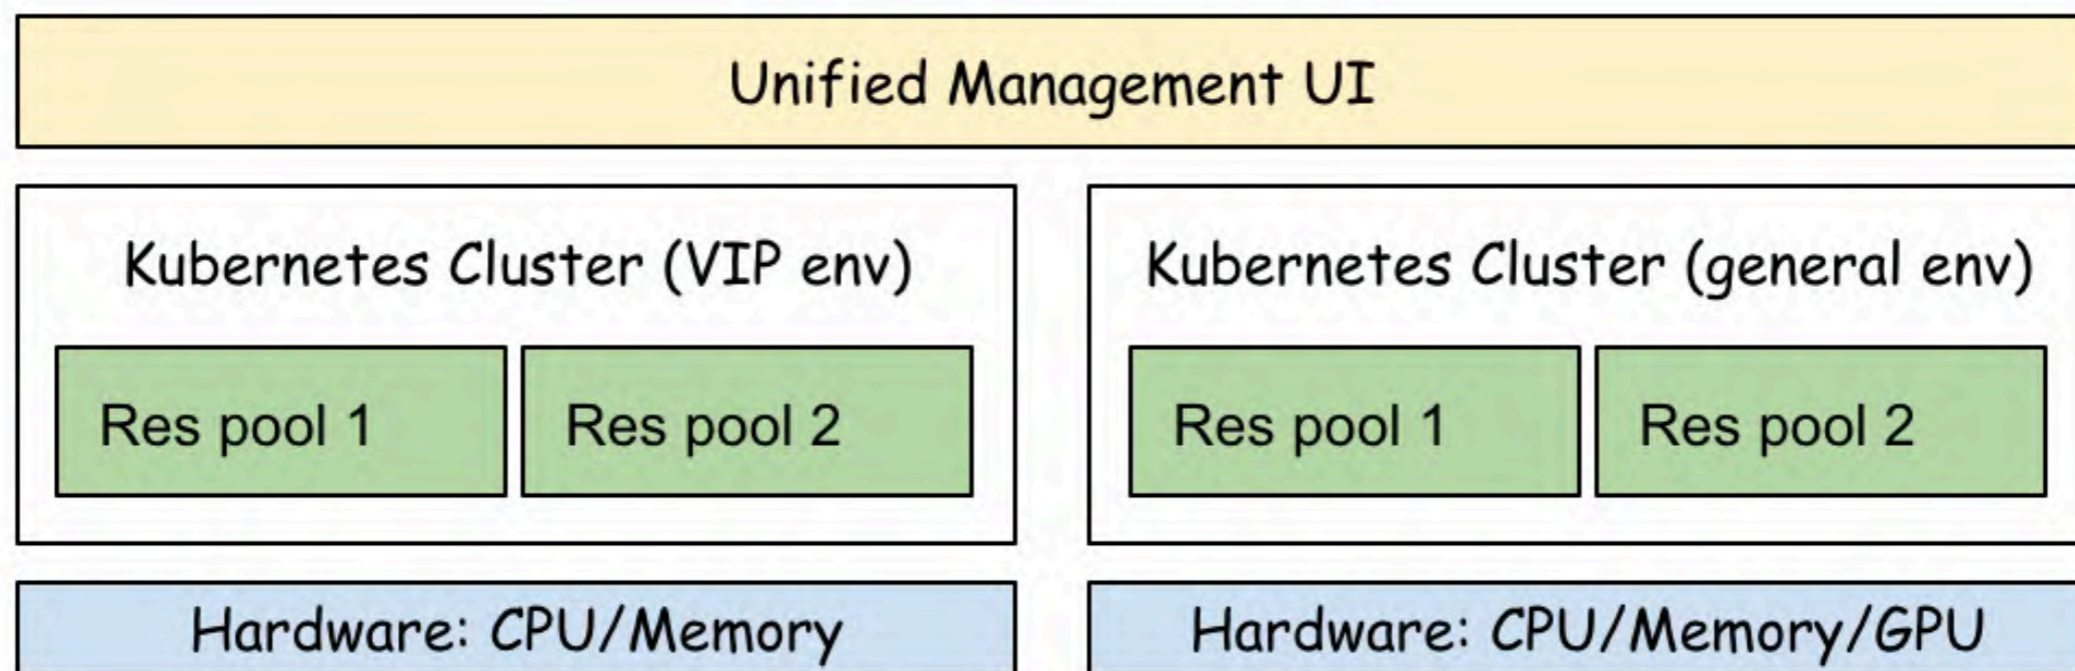 Unified Management UI
Kubernetes Cluster (VIP env)
Res pool 1
Res pool 2
Kubernetes Cluster (general env)
Res pool 1
Res pool 2
Hardware: CPU/Memory
Hardware: CPU/Memory/GPU